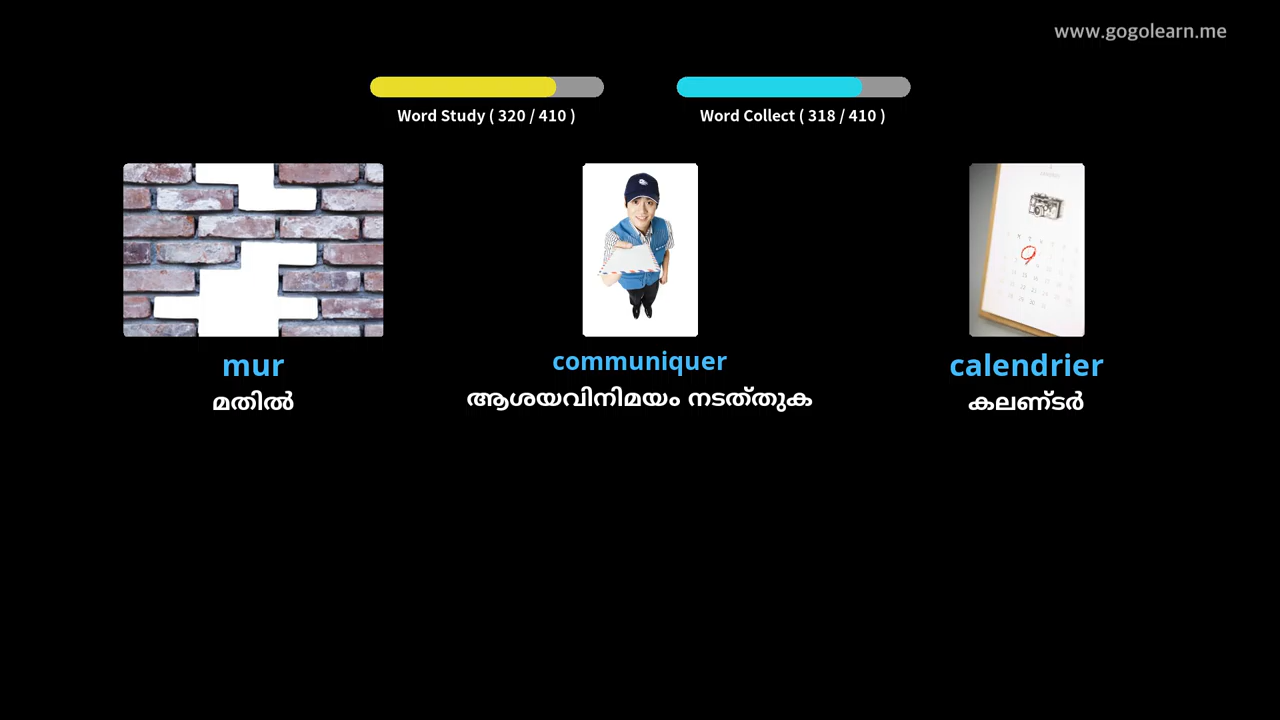 www.gogolearn.me
Word Study ( 320 / 410 )
Word Collect ( 318 / 410 )
mur
communiquer
calendrier
മതിൽ
ആശയവിനിമയം നടത്തുക
കലണ്ടർ